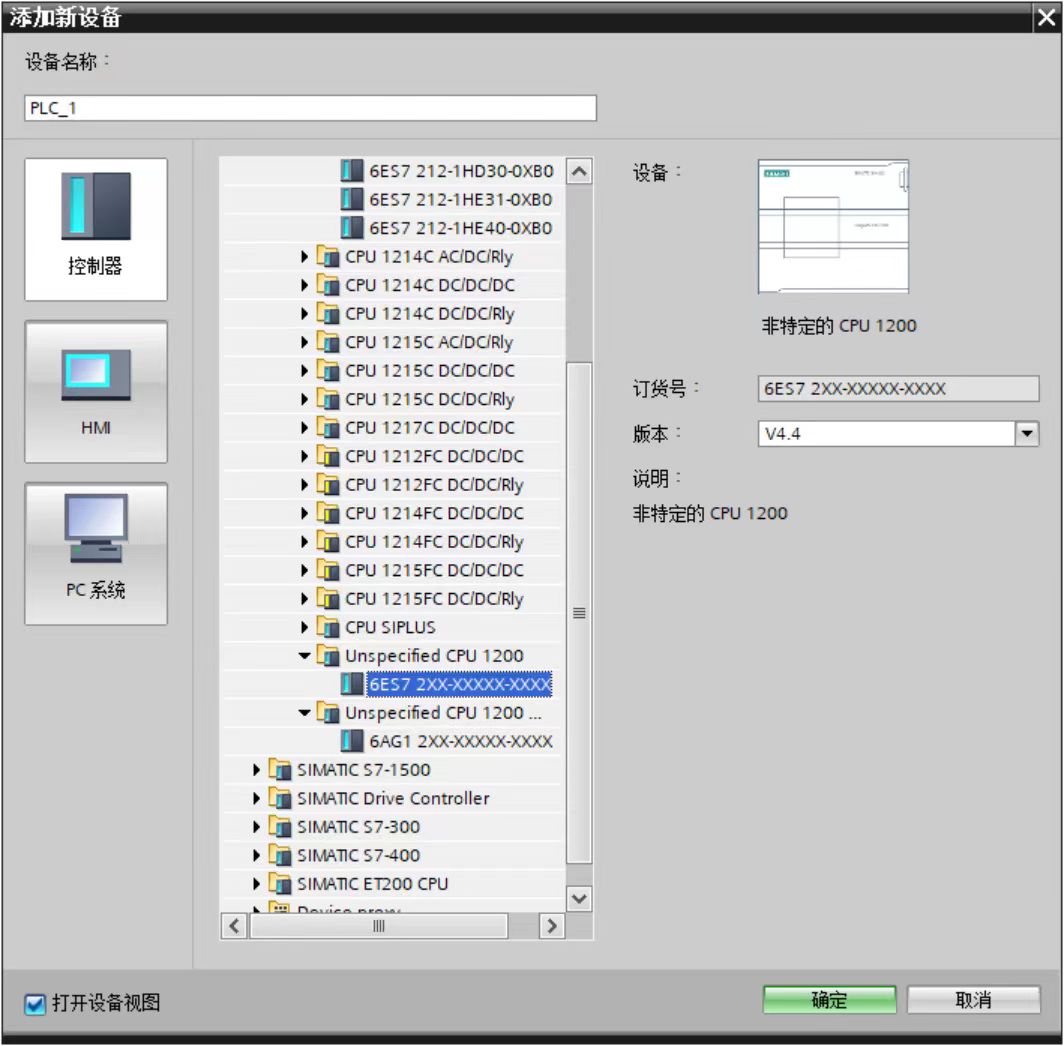 添加新设备
设备名称：
PLC_1
控制器
HMI
PC 系统
6ES7 212-1HD30-0XB0
6ES7 212-1HE31-0XB0
6ES7 212-1HE40-0XB0
CPU 1214C AC/DC/Rly
CPU 1214C DC/DC/DC
CPU 1214C DC/DC/Rly
CPU 1215C AC/DC/Rly
CPU 1215C DC/DC/DC
CPU 1215C DC/DC/Rly
CPU 1217C DC/DC/DC
CPU 1212FC DC/DC/DC
CPU 1212FC DC/DC/Rly
CPU 1214FC DC/DC/DC
CPU 1214FC DC/DC/Rly
CPU 1215FC DC/DC/DC
CPU 1215FC DC/DC/Rly
CPU SIPLUS
Unspecified CPU 1200
6ES7 2XX-XXXXX-XXXX
Unspecified CPU 1200 ...
6AG1 2XX-XXXXX-XXXX
SIMATIC S7-1500
SIMATIC Drive Controller
SIMATIC S7-300
SIMATIC S7-400
SIMATIC ET200 CPU
Device proxy
设备：
非特定的 CPU 1200
订货号：
6ES7 2XX-XXXXX-XXXX
版本：
V4.4
说明：
非特定的 CPU 1200
打开设备视图
确定
取消